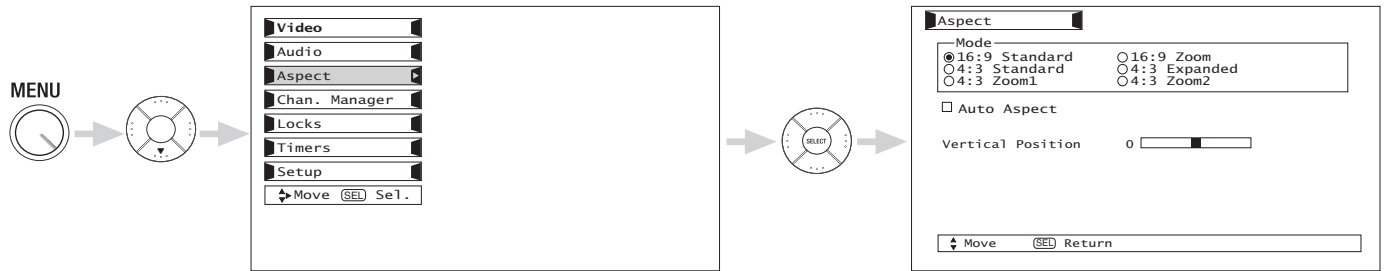 MENU
Video
Audio
Aspect
Chan. Manager
Locks
Timers
Setup
Move SEL Sel.
SELECT
Aspect
Mode
16:9 Standard 16:9 Zoom
4:3 Standard 4:3 Expanded
4:3 Zoom1 4:3 Zoom2
Auto Aspect
Vertical Position 0
Move SEL Return